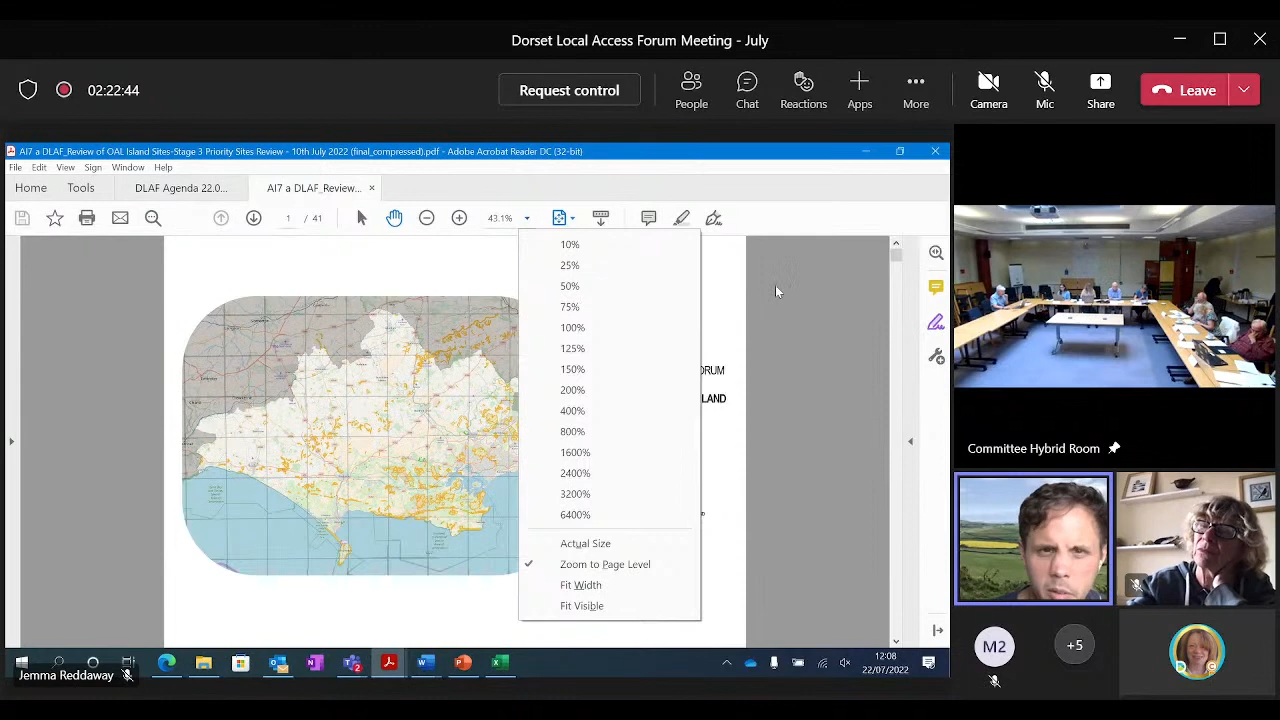 Dorset Local Access Forum Meeting - July
02:22:44
Request control
People
Chat
Reactions
Apps
More
Camera
Mic
Share
Leave
AI7 a DLAF_Review of OAL Island Sites-Stage 3 Priority Sites Review - 10th July 2022 (final_compressed).pdf - Adobe Acrobat Reader DC (32-bit)
File Edit View Sign Window Help
Home Tools DLAF Agenda 22.0... AI7 a DLAF_Review... ×
1 / 41 43.1%
10%
25%
50%
75%
100%
125%
150%
200%
400%
800%
1600%
2400%
3200%
6400%
Actual Size
Zoom to Page Level
Fit Width
Fit Visible
ORUM
LAND
Committee Hybrid Room
M2
+5
12:08
22/07/2022
Jemma Reddaway